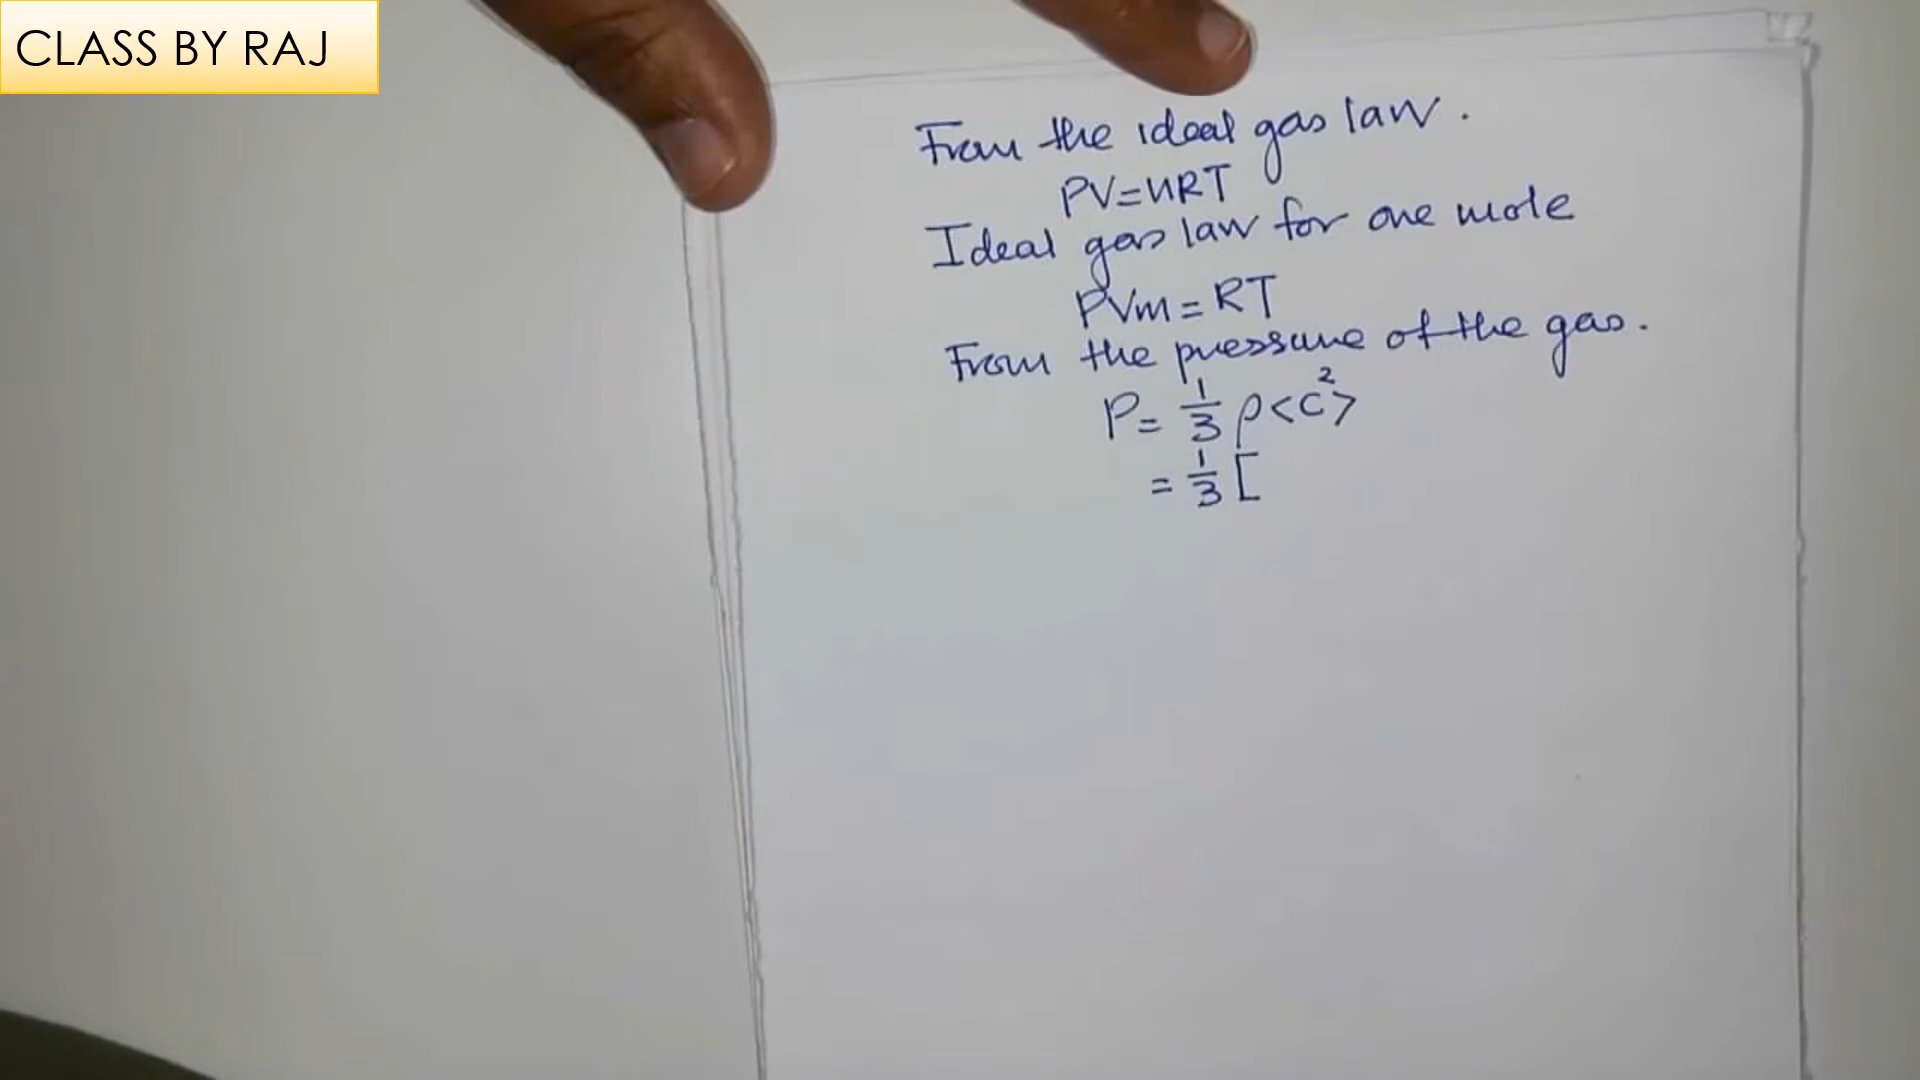 CLASS BY RAJ
From the ideal gas law.
PV=nRT
Ideal gas law for one mole
PVm=RT
From the pressure of the gas.
P= 1/3 ρ<c²>
= 1/3 [